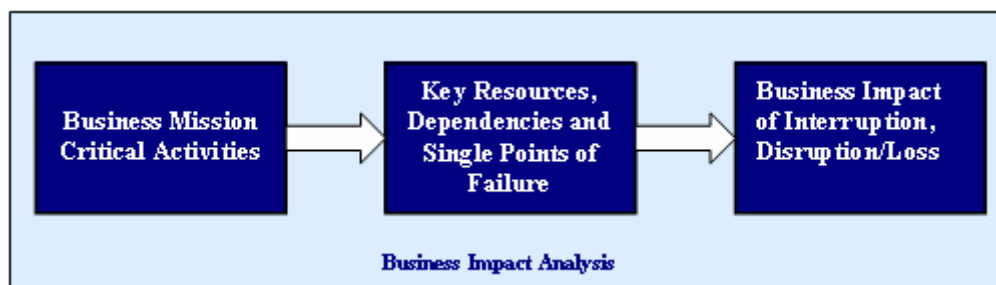 Business Mission
Critical Activities
Key Resources,
Dependencies and
Single Points of
Failure
Business Impact
of Interruption,
Disruption/Loss
Business Impact Analysis